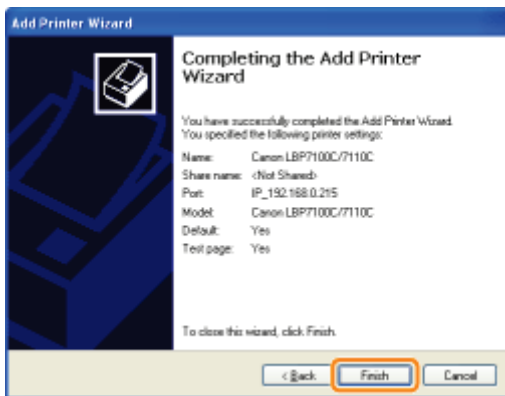 Add Printer Wizard
Completing the Add Printer
Wizard
You have successfully completed the Add Printer Wizard.
You specified the following printer settings:
Name: Canon LBP7100C/7110C
Share name: <Not Shared>
Port: IP_192.168.0.215
Model: Canon LBP7100C/7110C
Default: Yes
Test page: Yes
To close this wizard, click Finish.
< Back Finish Cancel